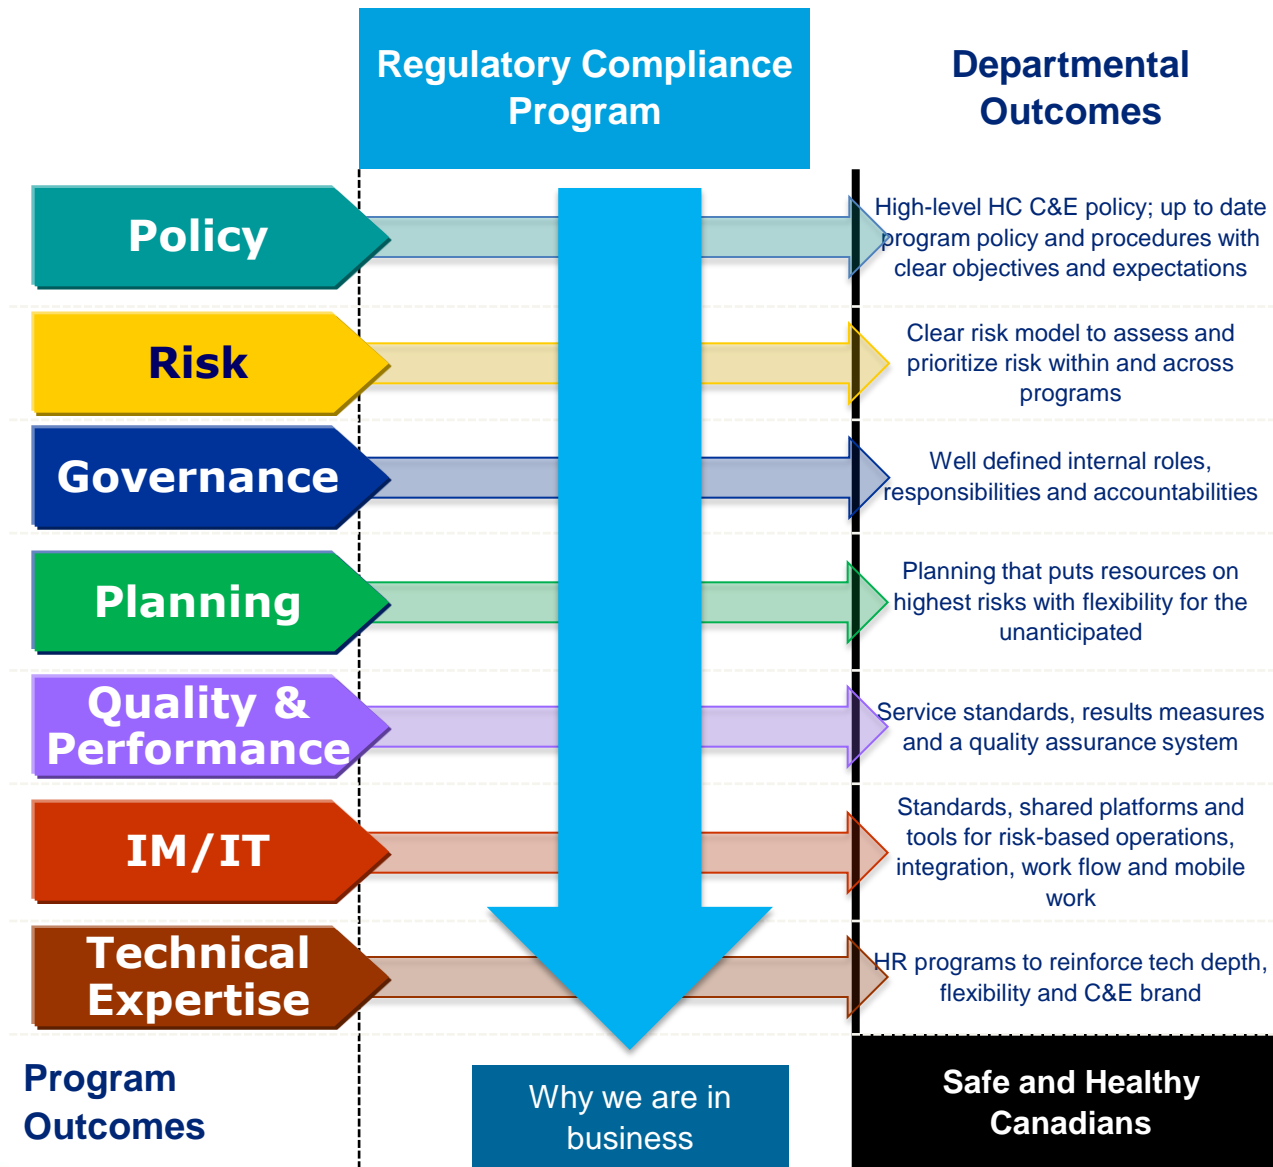 Regulatory Compliance
Program
Departmental
Outcomes
Policy
High-level HC C&E policy; up to date
program policy and procedures with
clear objectives and expectations
Risk
Clear risk model to assess and
prioritize risk within and across
programs
Governance
Well defined internal roles,
responsibilities and accountabilities
Planning
Planning that puts resources on
highest risks with flexibility for the
unanticipated
Quality &
Performance
Service standards, results measures
and a quality assurance system
IM/IT
Standards, shared platforms and
tools for risk-based operations,
integration, work flow and mobile
work
Technical
Expertise
HR programs to reinforce tech depth,
flexibility and C&E brand
Program
Outcomes
Why we are in
business
Safe and Healthy
Canadians